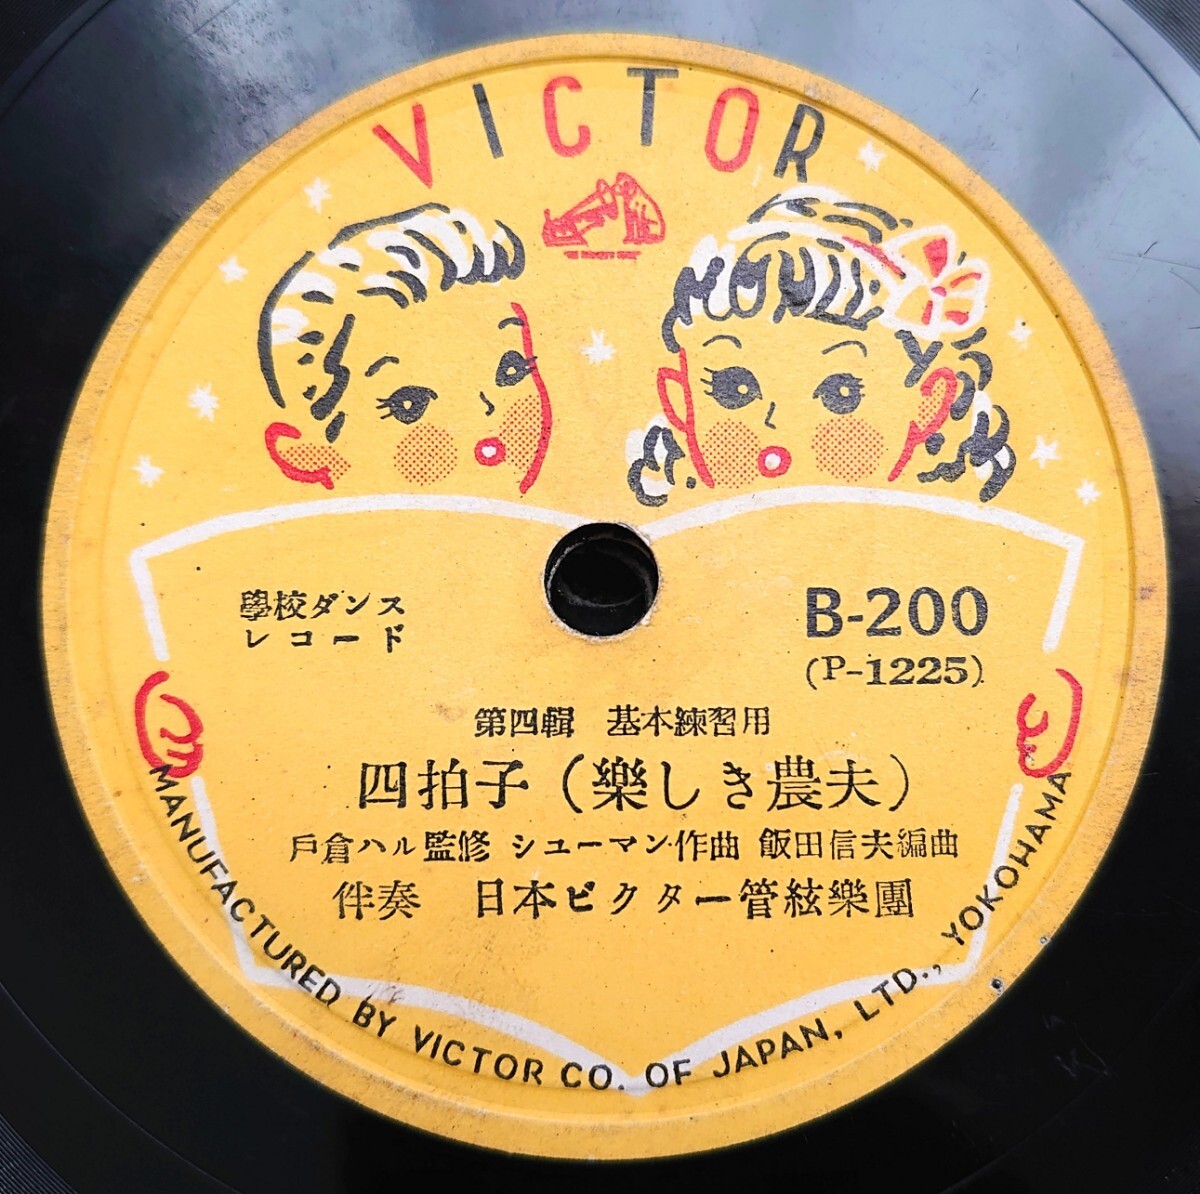 VICTOR
學校ダンス
レコード
B-200
(P-1225)
第四輯 基本練習用
四拍子(樂しき農夫)
戶倉ハル監修 シューマン作曲 飯田信夫編曲
伴奏 日本ビクター管絃樂團
MANUFACTURED BY VICTOR CO. OF JAPAN, LTD., YOKOHAMA